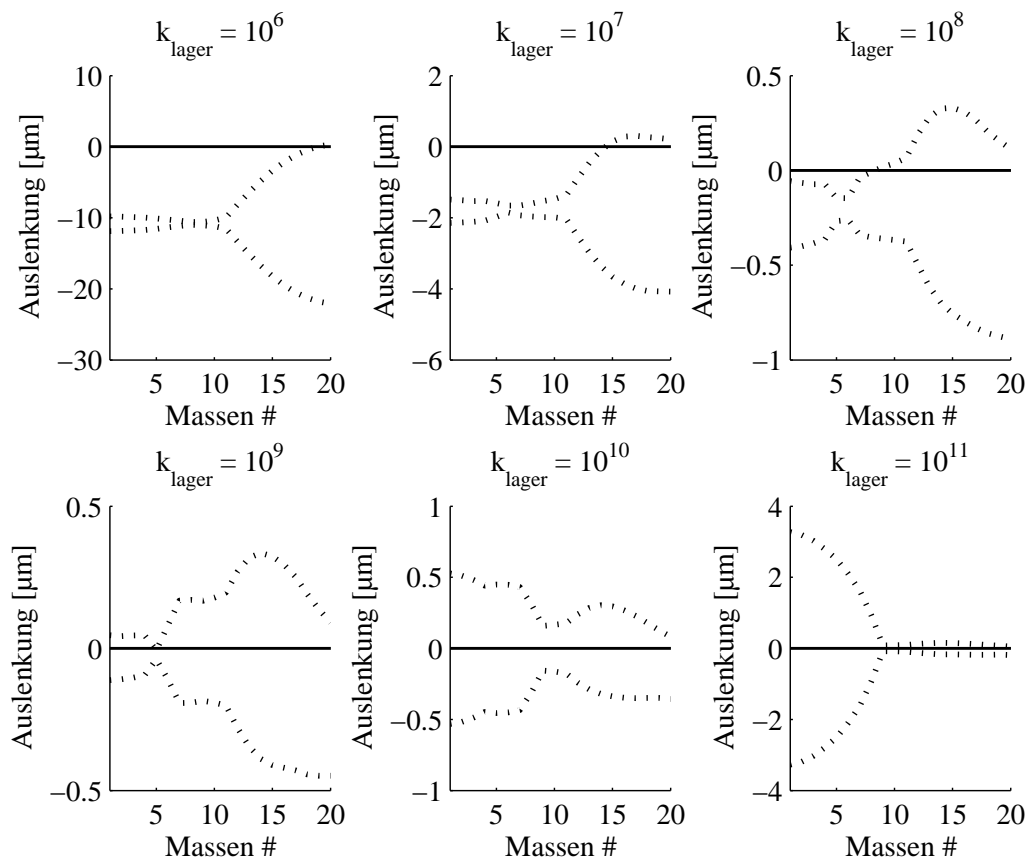 k_lager = 10^6
10
0
−10
−20
−30
Auslenkung [µm]
5 10 15 20
Massen #
k_lager = 10^7
2
0
−2
−4
−6
Auslenkung [µm]
5 10 15 20
Massen #
k_lager = 10^8
0.5
0
−0.5
−1
Auslenkung [µm]
5 10 15 20
Massen #
k_lager = 10^9
0.5
0
−0.5
Auslenkung [µm]
5 10 15 20
Massen #
k_lager = 10^10
1
0.5
0
−0.5
−1
Auslenkung [µm]
5 10 15 20
Massen #
k_lager = 10^11
4
2
0
−2
−4
Auslenkung [µm]
5 10 15 20
Massen #